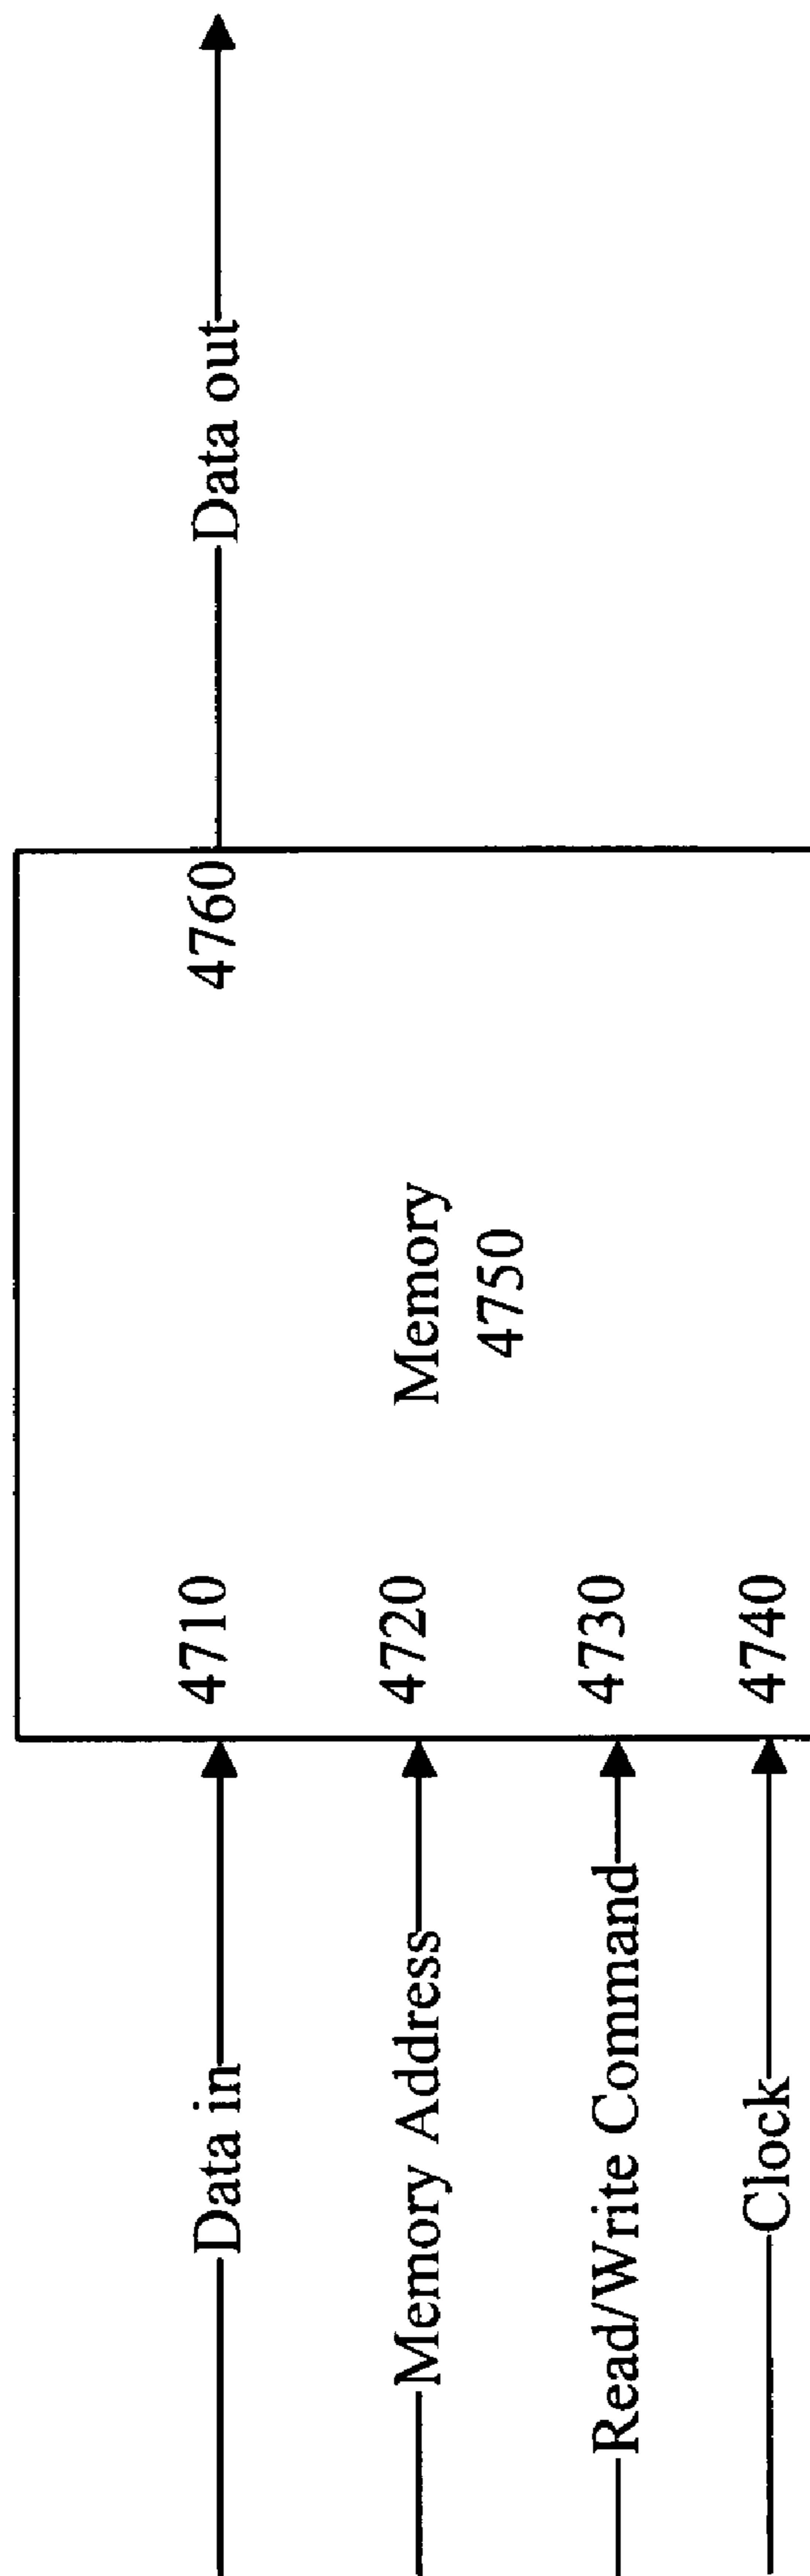 Data in
4710
4760
Data out
Memory Address
4720
Memory
4750
Read/Write Command
4730
Clock
4740